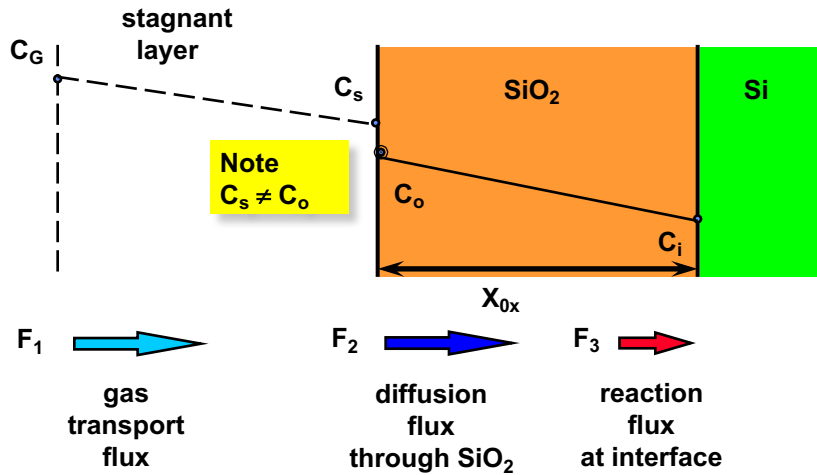 stagnant
layer
C_G
C_s
SiO₂
Si
Note
C_s ≠ C_o
C_o
C_i
X_0x
F₁
F₂
F₃
gas
transport
flux
diffusion
flux
through SiO₂
reaction
flux
at interface